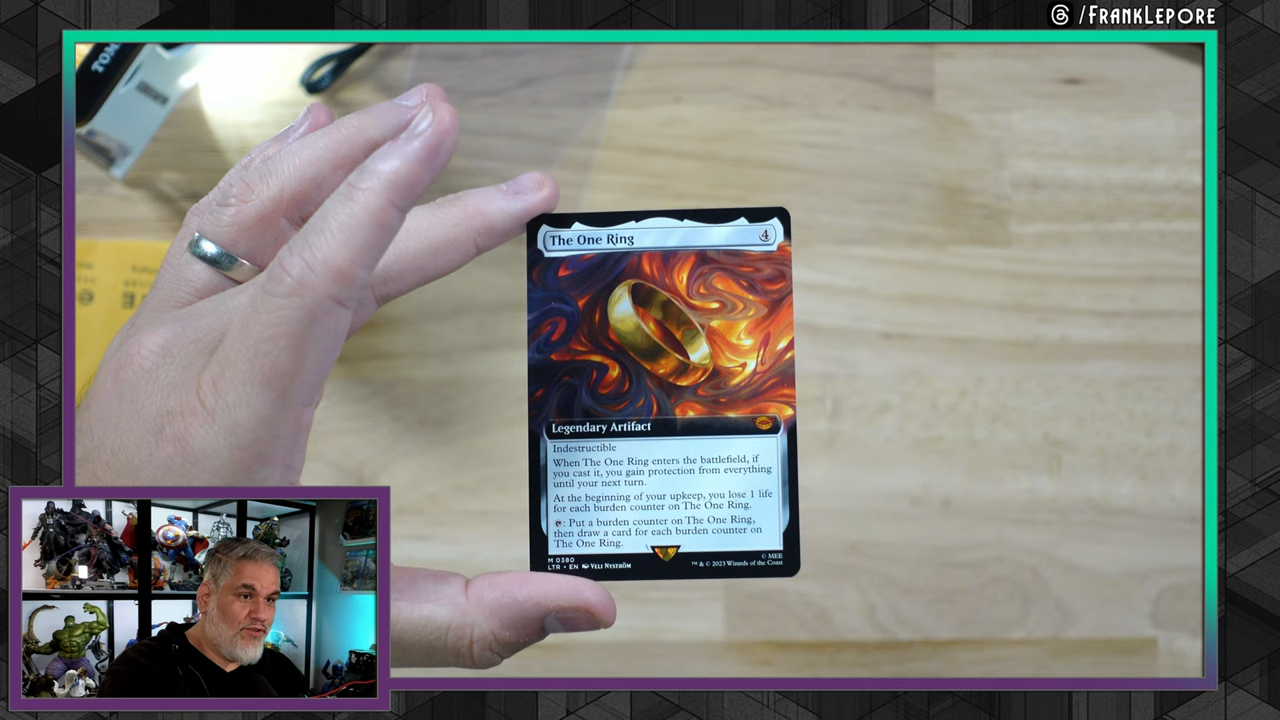 /FrankLepore
TOM
The One Ring 4
Legendary Artifact
Indestructible
When The One Ring enters the battlefield, if
you cast it, you gain protection from everything
until your next turn.
At the beginning of your upkeep, you lose 1 life
for each burden counter on The One Ring.
: Put a burden counter on The One Ring,
then draw a card for each burden counter on
The One Ring.
M 0380
LTR • EN VELI NYSTRÖM
© MEE
™ & © 2023 Wizards of the Coast